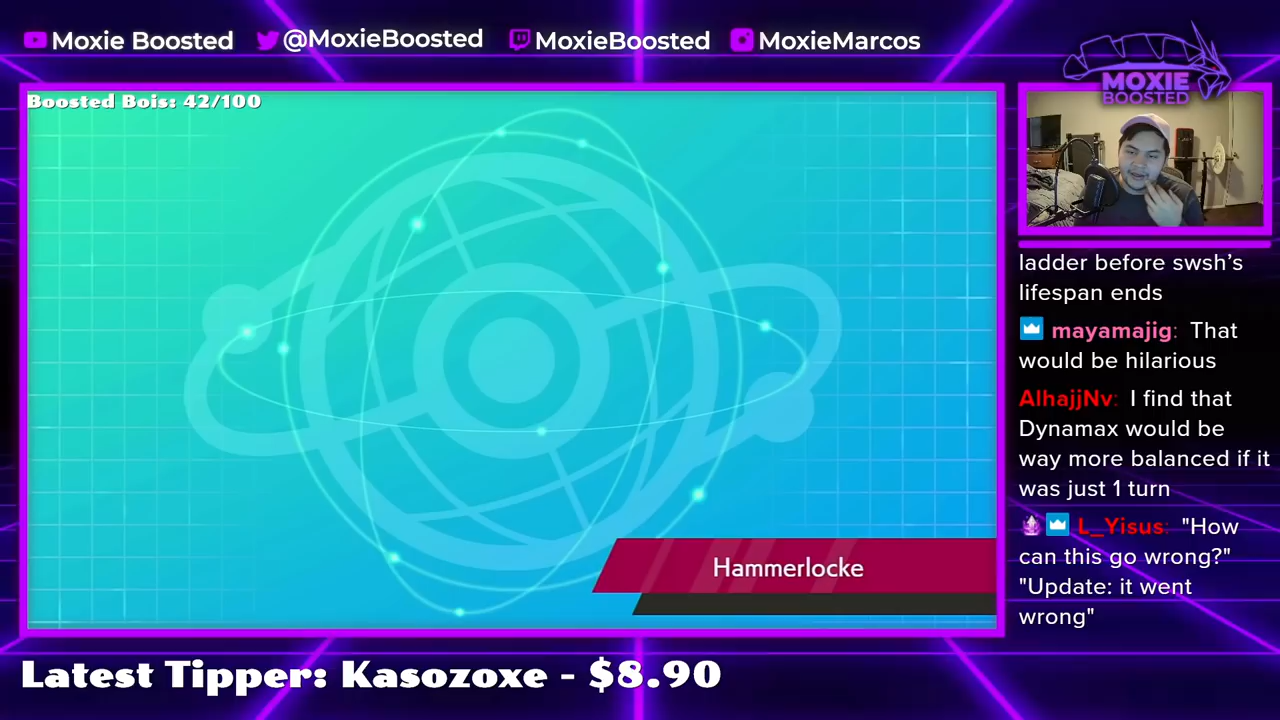 Moxie Boosted @MoxieBoosted MoxieBoosted MoxieMarcos
MOXIE
BOOSTED
Boosted Bois: 42/100
ladder before swsh’s
lifespan ends
mayamajig: That
would be hilarious
AlhajjNv: I find that
Dynamax would be
way more balanced if it
was just 1 turn
L_Yisus: "How
can this go wrong?"
"Update: it went
wrong"
Hammerlocke
Latest Tipper: Kasozoxe - $8.90